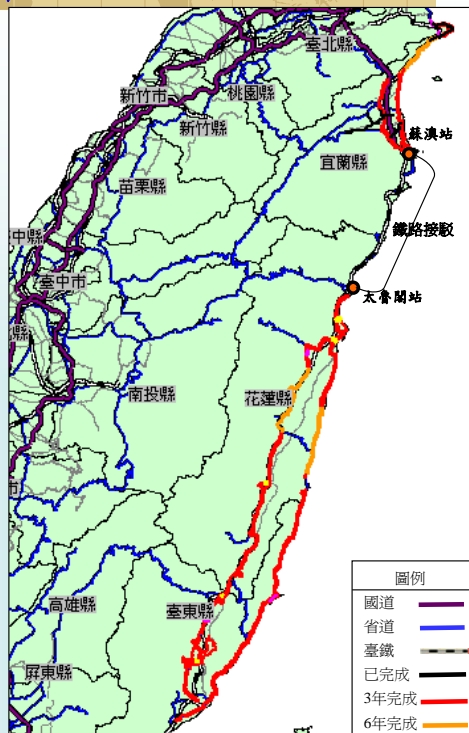 臺北縣
桃園縣
新竹市
新竹縣
蘇澳站
宜蘭縣
苗栗縣
中縣
鐵路接駁
臺中市
太魯閣站
縣
南投縣
花蓮縣
市
高雄縣
臺東縣
屏東縣
圖例
國道
省道
臺鐵
已完成
3年完成
6年完成